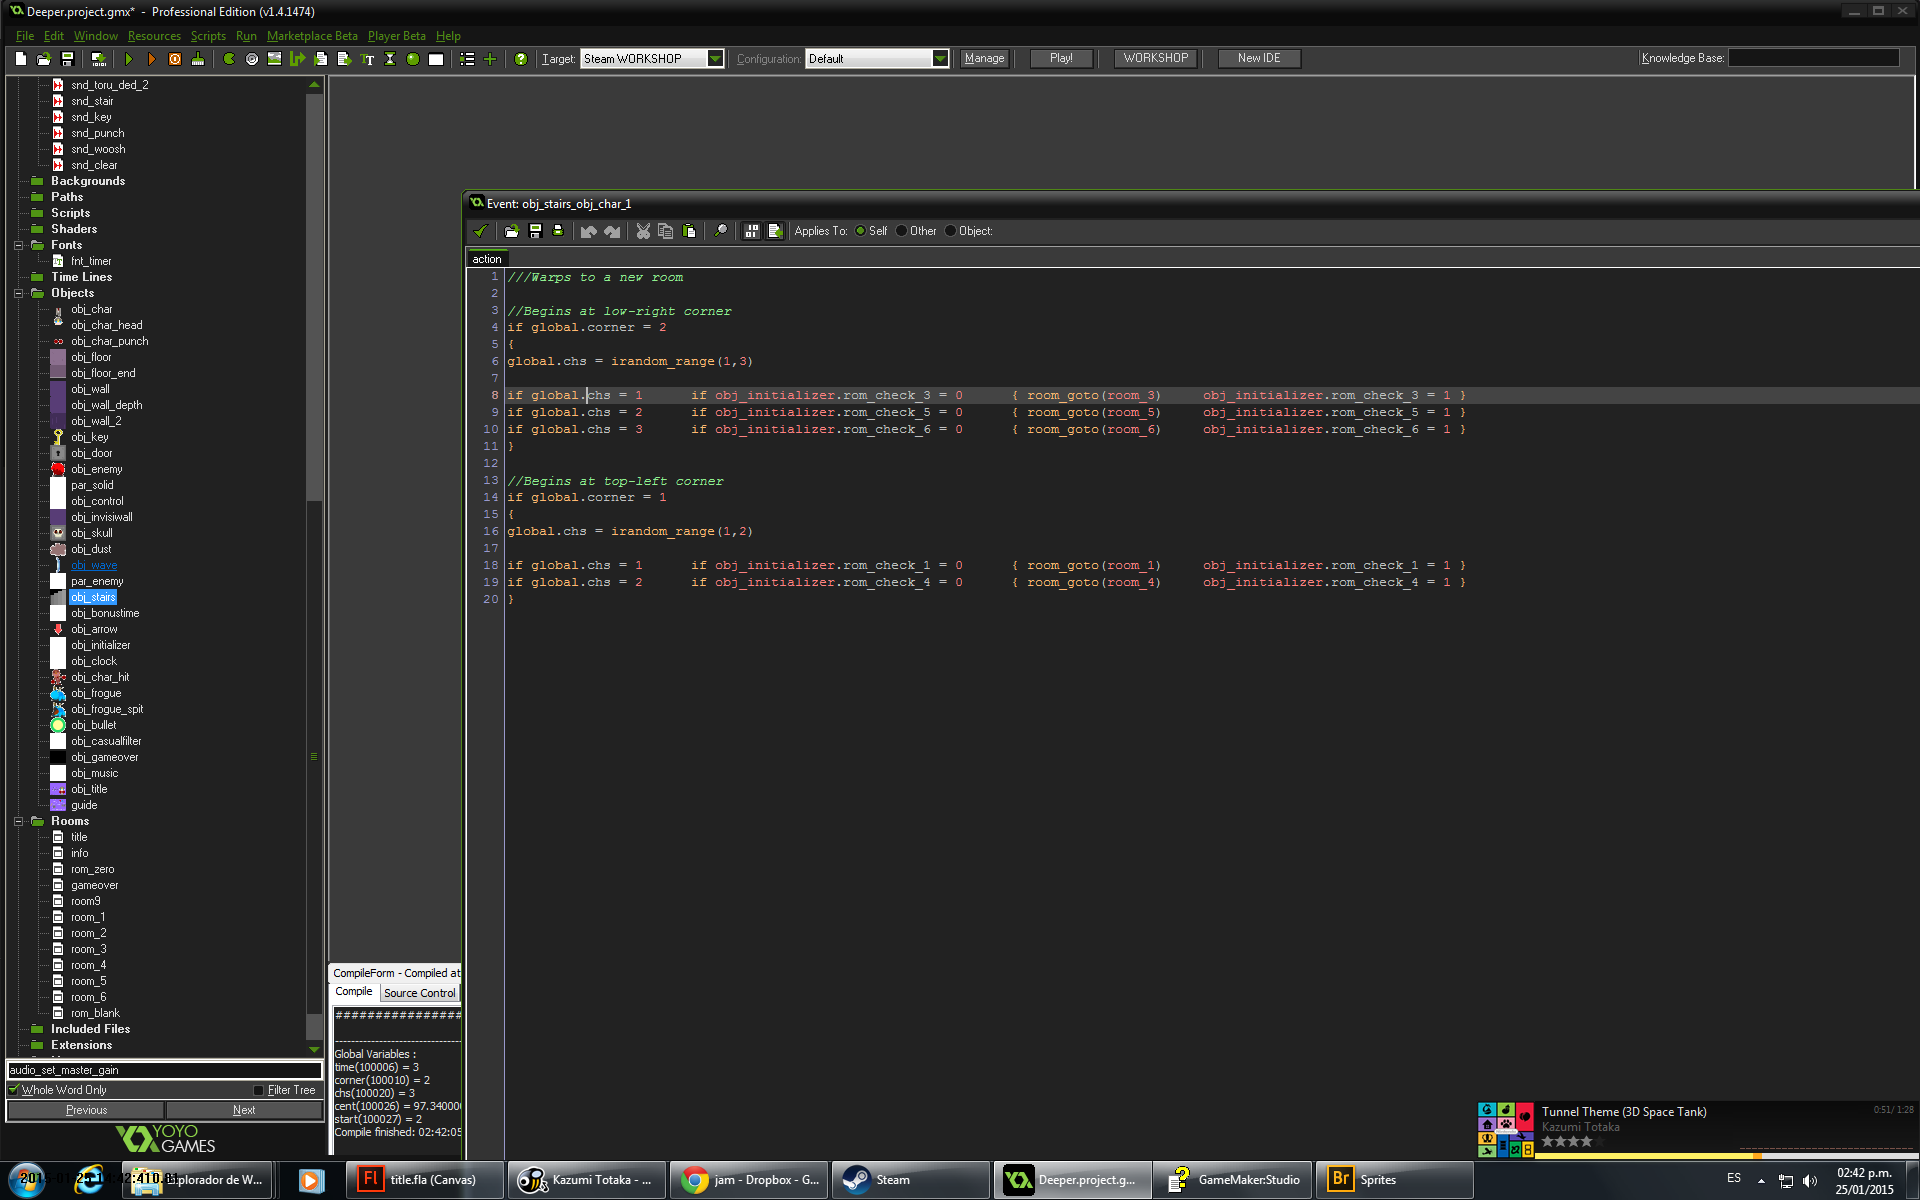 Deeper.project.gmx* - Professional Edition (v1.4.1474)
File Edit Window Resources Scripts Run Marketplace Beta Player Beta Help
Target: Steam WORKSHOP Configuration: Default Manage Play! WORKSHOP New IDE Knowledge Base:
snd_toru_ded_2
snd_stair
snd_key
snd_punch
snd_woosh
snd_clear
Backgrounds
Paths
Scripts
Shaders
Fonts
fnt_timer
Time Lines
Objects
obj_char
obj_char_head
obj_char_punch
obj_floor
obj_floor_end
obj_wall
obj_wall_depth
obj_wall_2
obj_key
obj_door
obj_enemy
par_solid
obj_control
obj_invisiwall
obj_skull
obj_dust
obj_wave
par_enemy
obj_stairs
obj_bonustime
obj_arrow
obj_initializer
obj_clock
obj_char_hit
obj_frogue
obj_frogue_spit
obj_bullet
obj_casualfilter
obj_gameover
obj_music
obj_title
guide
Rooms
title
info
rom_zero
gameover
room9
room_1
room_2
room_3
room_4
room_5
room_6
rom_blank
Included Files
Extensions
audio_set_master_gain
Whole Word Only Filter Tree
Previous Next
YOYO
GAMES
Event: obj_stairs_obj_char_1
Applies To: Self Other Object:
action
1 ///Warps to a new room
2
3 //Begins at low-right corner
4 if global.corner = 2
5 {
6 global.chs = irandom_range(1,3)
7
8 if global.chs = 1 if obj_initializer.rom_check_3 = 0 { room_goto(room_3) obj_initializer.rom_check_3 = 1 }
9 if global.chs = 2 if obj_initializer.rom_check_5 = 0 { room_goto(room_5) obj_initializer.rom_check_5 = 1 }
10 if global.chs = 3 if obj_initializer.rom_check_6 = 0 { room_goto(room_6) obj_initializer.rom_check_6 = 1 }
11 }
12
13 //Begins at top-left corner
14 if global.corner = 1
15 {
16 global.chs = irandom_range(1,2)
17
18 if global.chs = 1 if obj_initializer.rom_check_1 = 0 { room_goto(room_1) obj_initializer.rom_check_1 = 1 }
19 if global.chs = 2 if obj_initializer.rom_check_4 = 0 { room_goto(room_4) obj_initializer.rom_check_4 = 1 }
20 }
CompileForm - Compiled at
Compile Source Control
################
Global Variables :
time(100006) = 3
corner(100010) = 2
chs(100020) = 3
cent(100026) = 97.34000
start(100027) = 2
Compile finished: 02:42:05
Tunnel Theme (3D Space Tank) 0:51/ 1:28
Kazumi Totaka
xplorador de W... title.fla (Canvas) Kazumi Totaka - ... jam - Dropbox - G... Steam Deeper.project.g... GameMaker:Studio Sprites ES 02:42 p.m.
25/01/2015